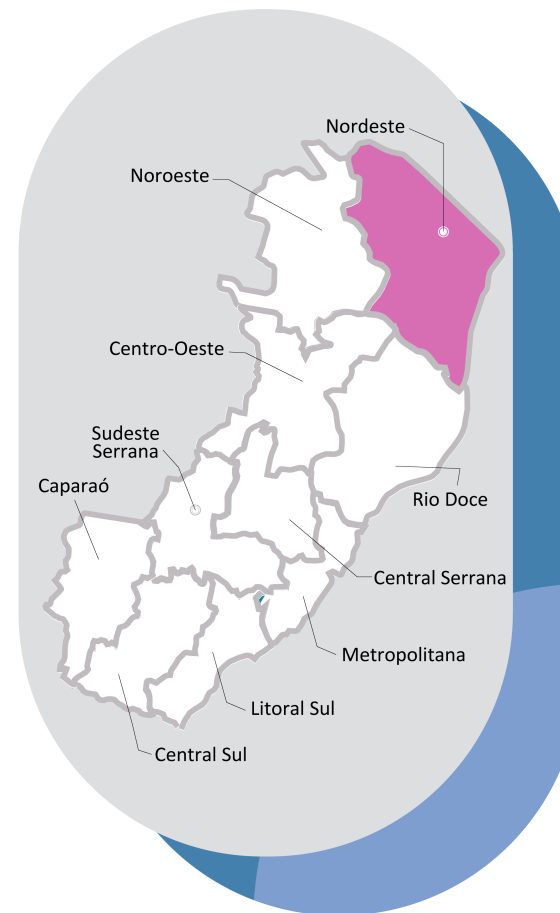 Nordeste
Noroeste
Centro-Oeste
Sudeste
Serrana
Caparaó
Rio Doce
Central Serrana
Metropolitana
Litoral Sul
Central Sul